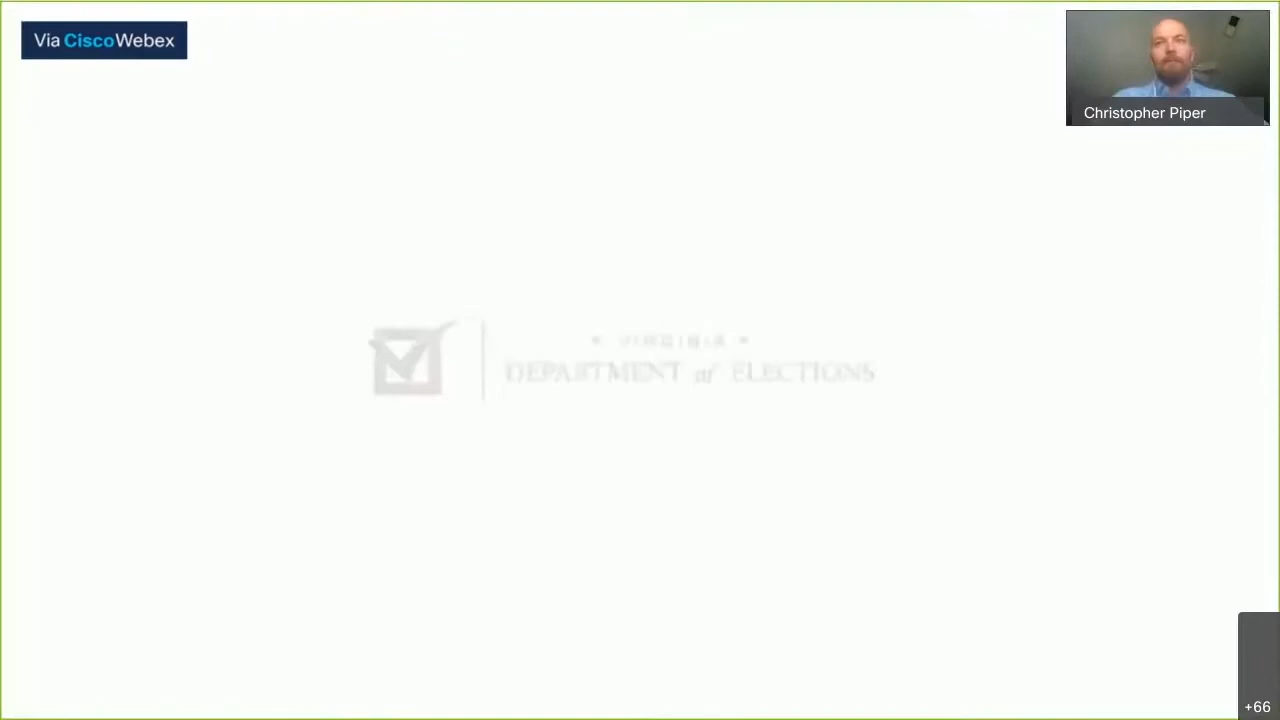 Via CiscoWebex
Christopher Piper
• VIRGINIA •
DEPARTMENT of ELECTIONS
+66